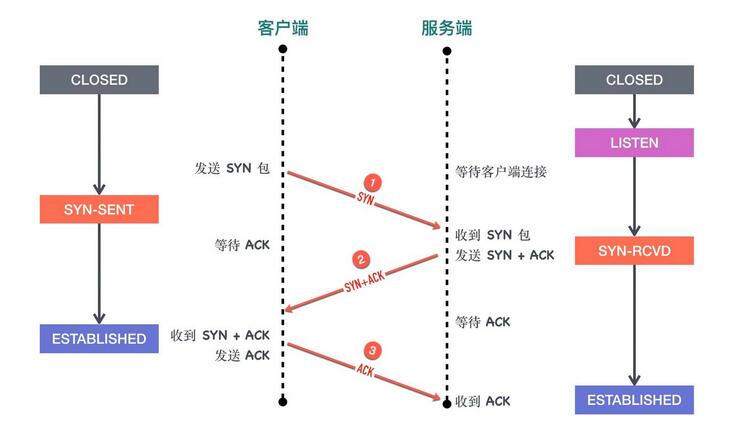 客户端
服务端
CLOSED
CLOSED
LISTEN
发送 SYN 包
1
SYN
等待客户端连接
SYN-SENT
等待 ACK
收到 SYN 包
发送 SYN + ACK
SYN-RCVD
2
SYN+ACK
ESTABLISHED
收到 SYN + ACK
发送 ACK
等待 ACK
3
ACK
收到 ACK
ESTABLISHED